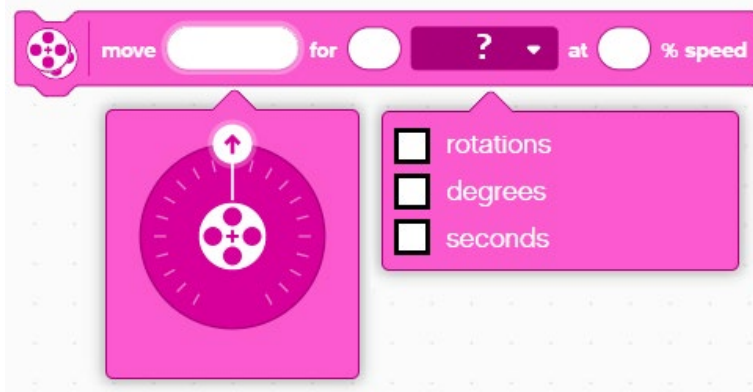 move for ? at % speed
rotations
degrees
seconds